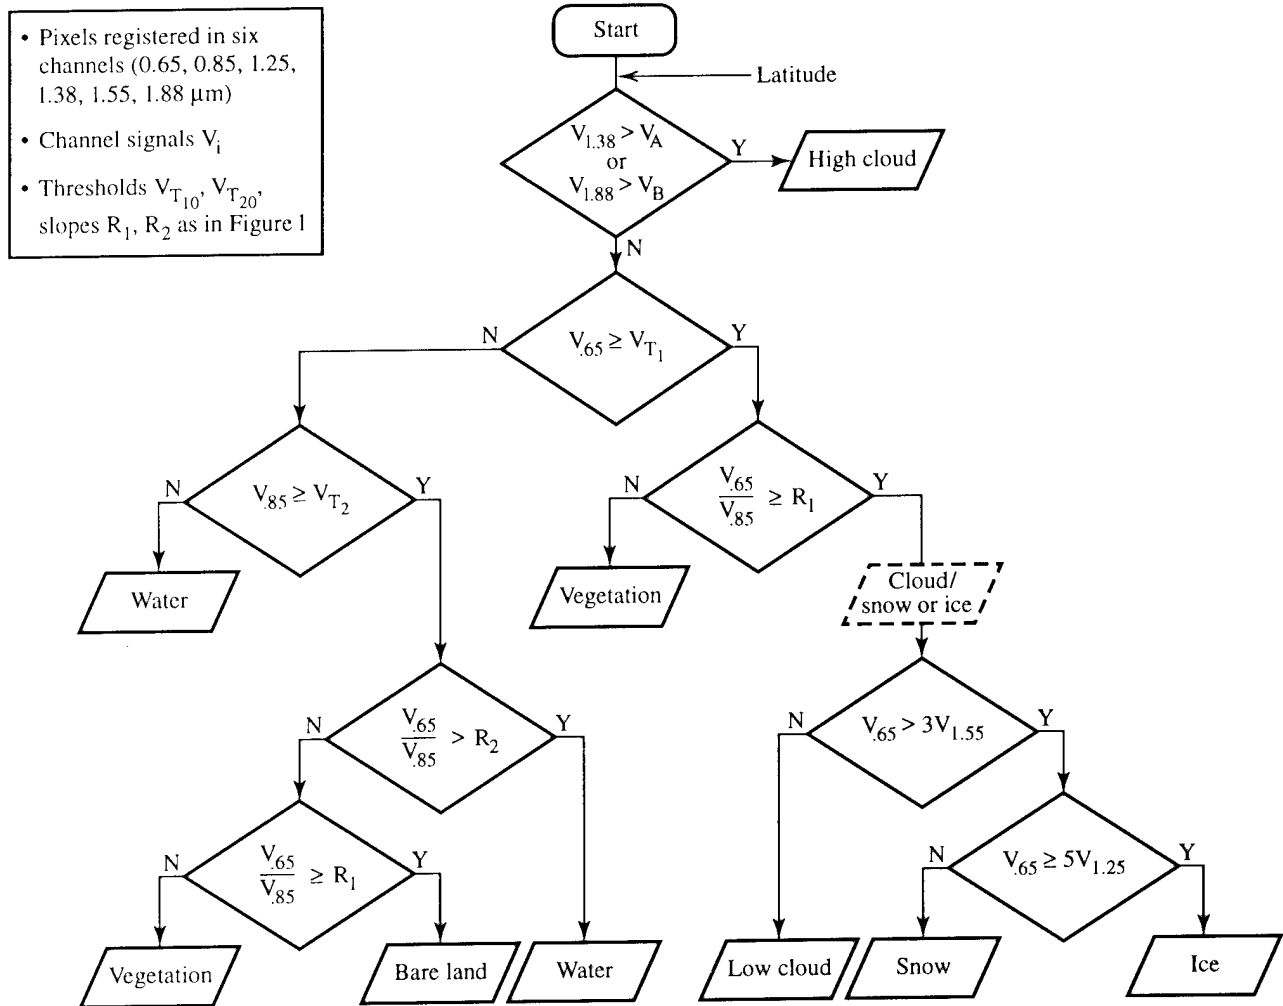 • Pixels registered in six
channels (0.65, 0.85, 1.25,
1.38, 1.55, 1.88 μm)
• Channel signals V_i
• Thresholds V_T10, V_T20,
slopes R_1, R_2 as in Figure 1
Start
Latitude
V_1.38 > V_A
or
V_1.88 > V_B
Y
High cloud
N
N
V_.65 ≥ V_T1
Y
N
V_.85 ≥ V_T2
Y
N
V_.65
V_.85
≥ R_1
Y
Water
Vegetation
Cloud/
snow or ice
N
V_.65
V_.85
> R_2
Y
N
V_.65 > 3V_1.55
Y
N
V_.65
V_.85
≥ R_1
Y
N
V_.65 ≥ 5V_1.25
Y
Vegetation
Bare land
Water
Low cloud
Snow
Ice